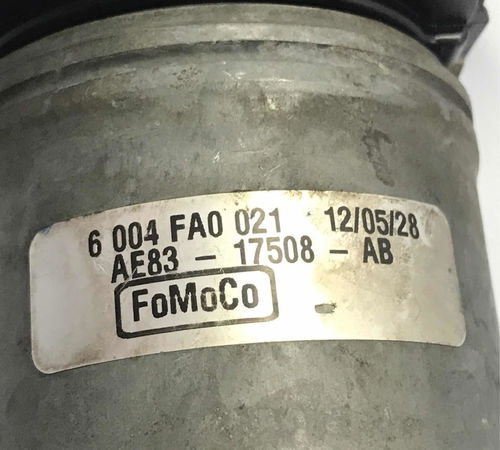 6 004 FA0 021 12/05/28
AE83 - 17508 - AB
FoMoCo